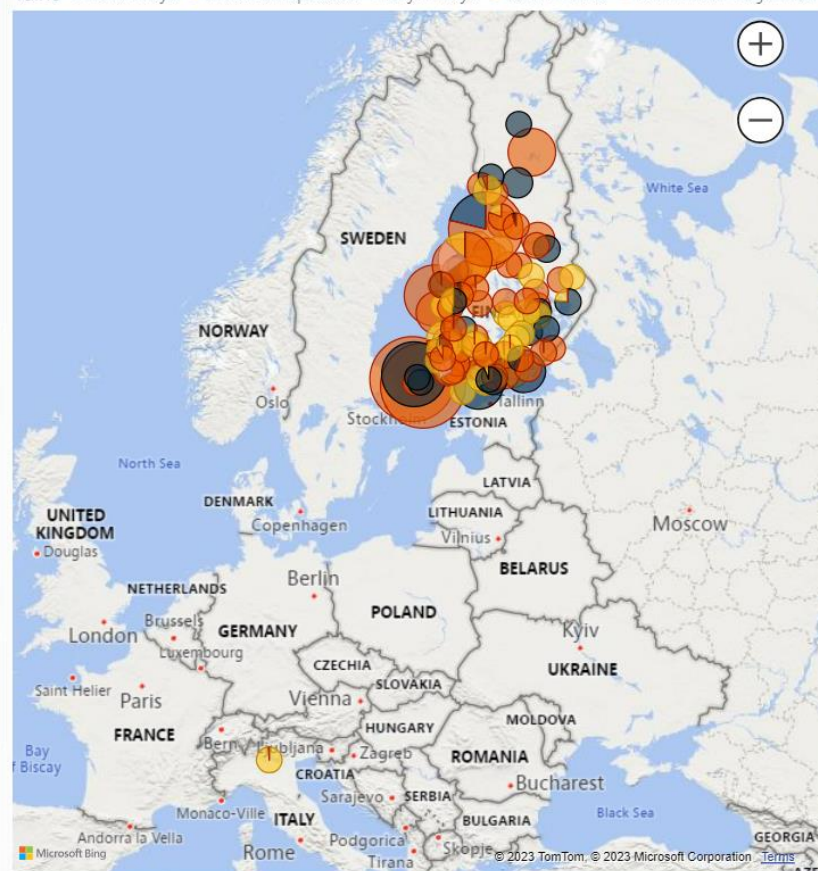 White Sea
SWEDEN
NORWAY
FIN
Oslo
Stockh
Tallinn
ESTONIA
North Sea
LATVIA
DENMARK
LITHUANIA
UNITED
KINGDOM
Copenhagen
Vilnius
Moscow
Douglas
BELARUS
NETHERLANDS
Berlin
London
Brussels
GERMANY
POLAND
Kyiv
Luxembourg
CZECHIA
UKRAINE
Saint Helier
Paris
SLOVAKIA
Vienna
FRANCE
HUNGARY
MOLDOVA
Bern
Ljubljana
Zagreb
ROMANIA
Bay
f Biscay
CROATIA
Bucharest
Monaco-Ville
ITALY
Sarajevo
SERBIA
Black Sea
BULGARIA
Andorra la Vella
Rome
Podgorica
Skopje
GEORGIA
Tirana
Microsoft Bing
© 2023 TomTom, © 2023 Microsoft Corporation Terms